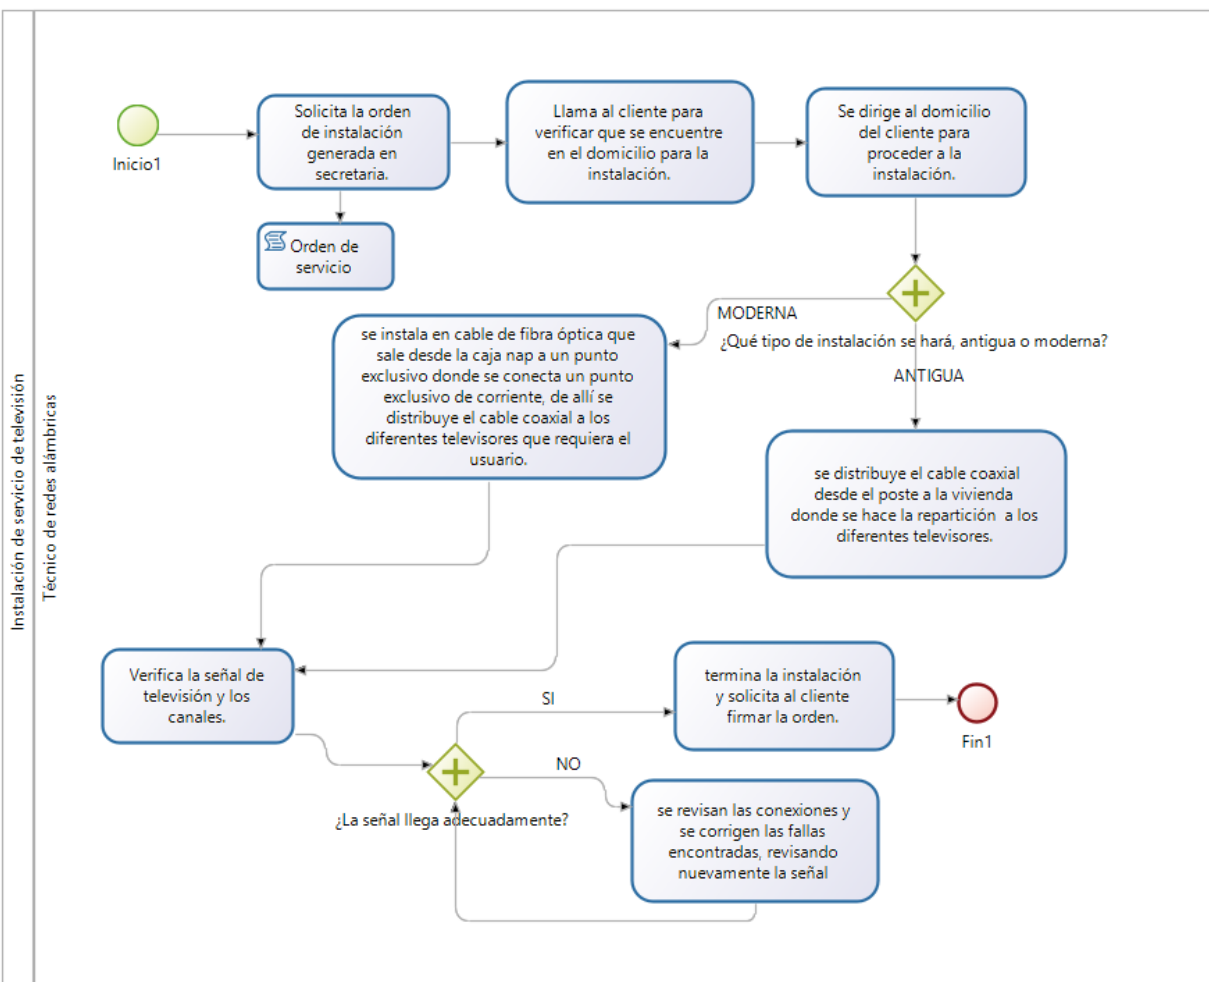 Instalación de servicio de televisión
Técnico de redes alámbricas
Inicio1
Solicita la orden
de instalación
generada en
secretaria.
Orden de
servicio
Llama al cliente para
verificar que se encuentre
en el domicilio para la
instalación.
Se dirige al domicilio
del cliente para
proceder a la
instalación.
MODERNA
¿Qué tipo de instalación se hará, antigua o moderna?
ANTIGUA
se instala en cable de fibra óptica que
sale desde la caja nap a un punto
exclusivo donde se conecta un punto
exclusivo de corriente, de allí se
distribuye el cable coaxial a los
diferentes televisores que requiera el
usuario.
se distribuye el cable coaxial
desde el poste a la vivienda
donde se hace la repartición a los
diferentes televisores.
Verifica la señal de
televisión y los
canales.
¿La señal llega adecuadamente?
SI
termina la instalación
y solicita al cliente
firmar la orden.
Fin1
NO
se revisan las conexiones y
se corrigen las fallas
encontradas, revisando
nuevamente la señal